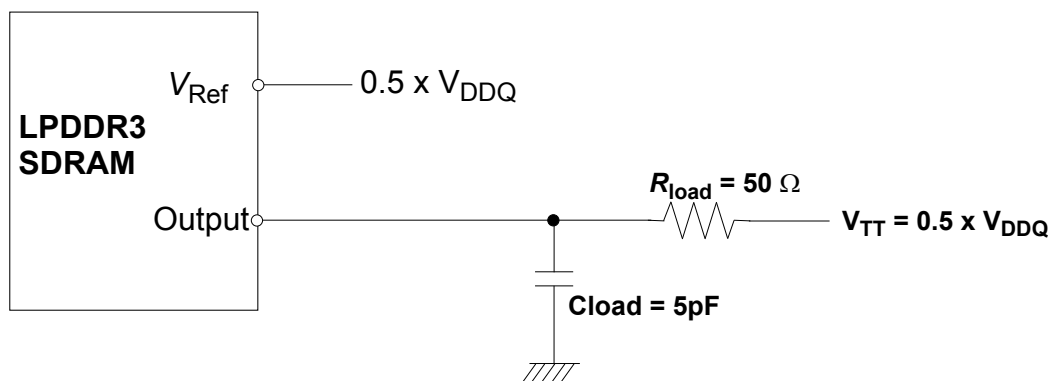 V_Ref
0.5 x V_DDQ
LPDDR3
SDRAM
R_load = 50 Ω
Output
V_TT = 0.5 x V_DDQ
Cload = 5pF